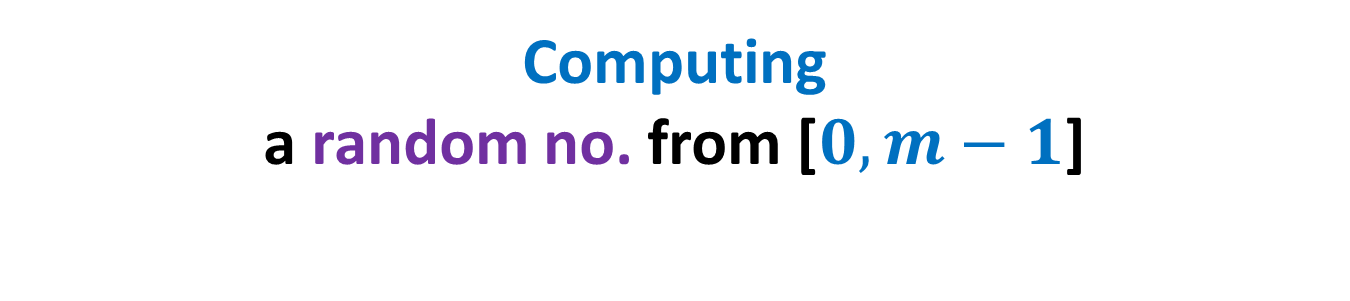 Computing
a random no. from [0, m − 1]